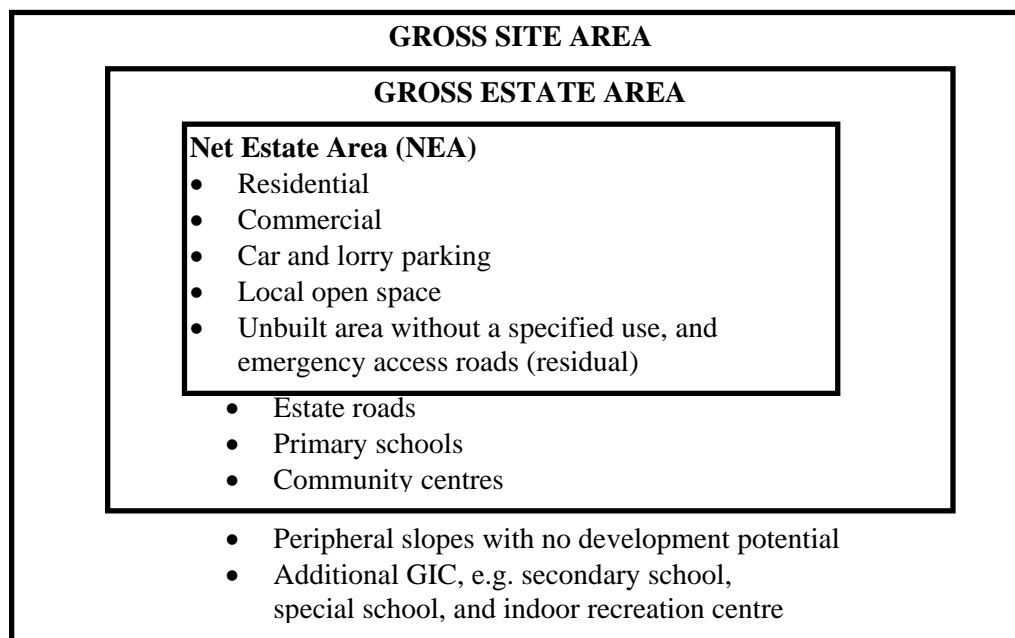 GROSS SITE AREA
GROSS ESTATE AREA
Net Estate Area (NEA)
• Residential
• Commercial
• Car and lorry parking
• Local open space
• Unbuilt area without a specified use, and
emergency access roads (residual)
• Estate roads
• Primary schools
• Community centres
• Peripheral slopes with no development potential
• Additional GIC, e.g. secondary school,
special school, and indoor recreation centre